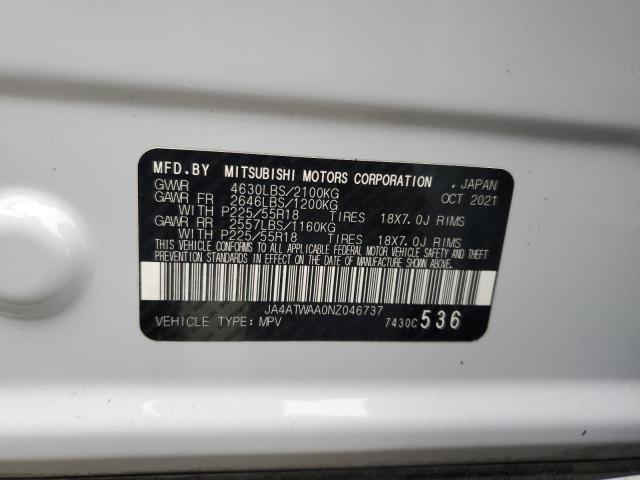 MFD.BY MITSUBISHI MOTORS CORPORATION . JAPAN
GVWR 4630LBS/2100KG OCT 2021
GAWR FR 2646LBS/1200KG
WITH P225/55R18 TIRES 18X7.0J RIMS
GAWR RR 2557LBS/1160KG
WITH P225/55R18 TIRES 18X7.0J RIMS
THIS VEHICLE CONFORMS TO ALL APPLICABLE FEDERAL MOTOR VEHICLE SAFETY AND THEFT
PREVENTION STANDARDS IN EFFECT ON THE DATE OF MANUFACTURE SHOWN ABOVE.
JA4ATWAA0NZ046737
VEHICLE TYPE: MPV 7430C 536